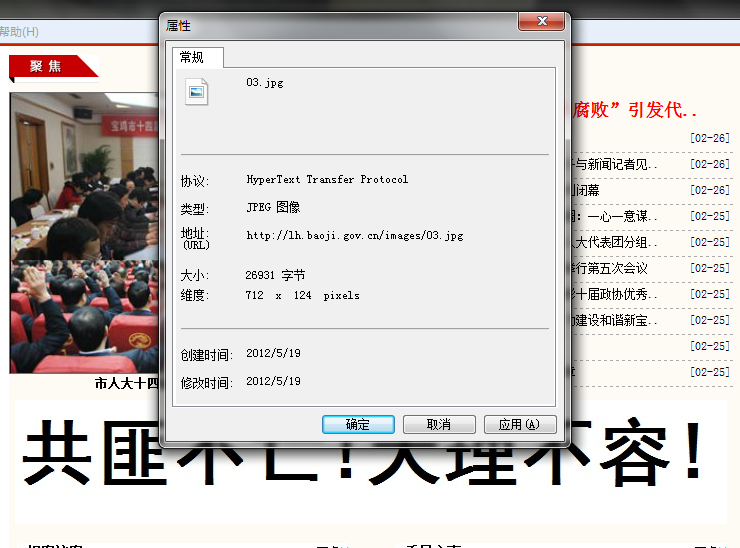 帮助(H)
属性
常规
聚 焦
03.jpg
宝鸡市十四届
腐败”引发代..
[02-26]
与新闻记者见..
[02-26]
闭幕
[02-26]
：一心一意谋..
[02-25]
人大代表团分组..
[02-25]
举行第五次会议
[02-25]
十届政协优秀..
[02-25]
建设和谐新宝..
[02-25]
[02-25]
[02-25]
协议:
HyperText Transfer Protocol
类型:
JPEG 图像
地址:
(URL)
http://lh.baoji.gov.cn/images/03.jpg
大小:
26931 字节
维度:
712 x 124 pixels
创建时间:
2012/5/19
修改时间:
2012/5/19
确定
取消
应用(A)
市人大十四
共匪不亡!天理不容!